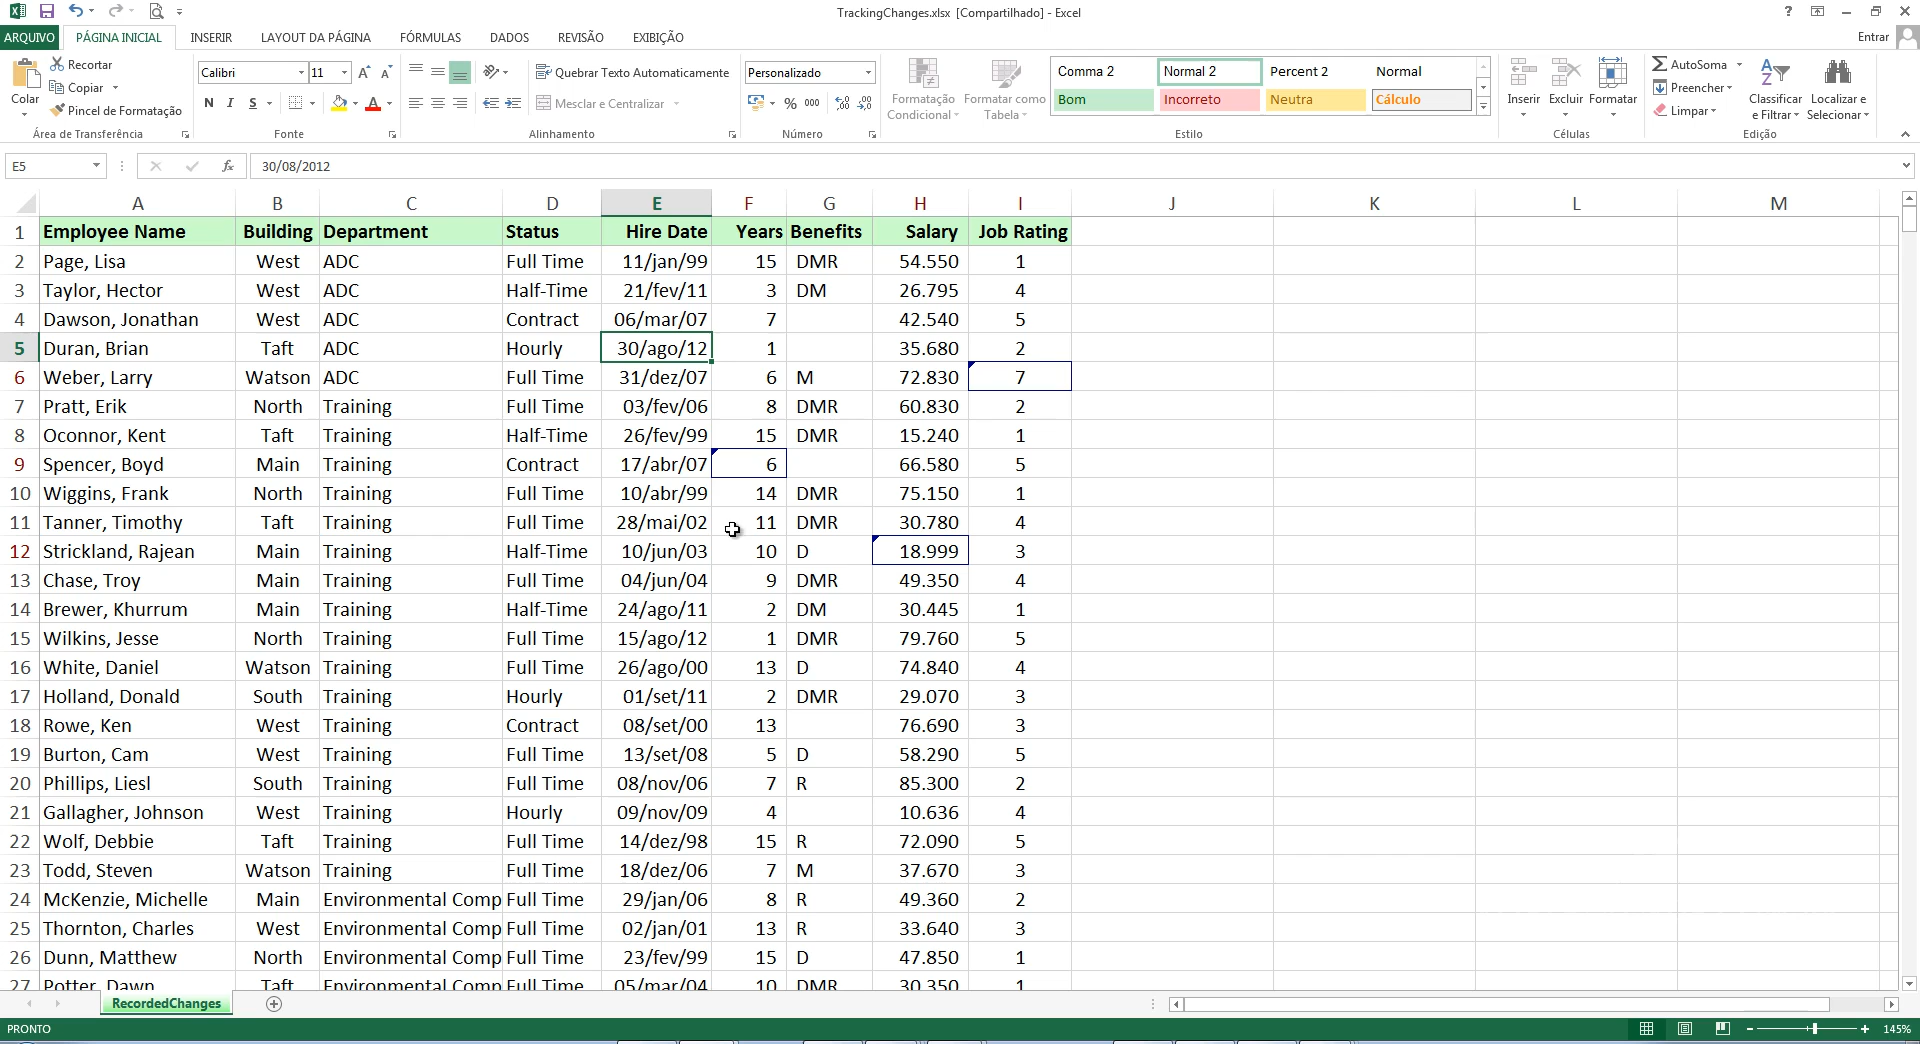 TrackingChanges.xlsx [Compartilhado] - Excel
ARQUIVO PÁGINA INICIAL INSERIR LAYOUT DA PÁGINA FÓRMULAS DADOS REVISÃO EXIBIÇÃO Entrar
Colar
Recortar
Copiar
Pincel de Formatação
Área de Transferência
Calibri 11
N I S
Fonte
Quebrar Texto Automaticamente
Mesclar e Centralizar
Alinhamento
Personalizado
% 000
Número
Formatação Condicional
Formatar como Tabela
Comma 2 Normal 2 Percent 2 Normal
Bom Incorreto Neutra Cálculo
Estilo
Inserir Excluir Formatar
Células
AutoSoma
Preencher
Limpar
Classificar e Filtrar
Localizar e Selecionar
Edição
E5 fx 30/08/2012
A B C D E F G H I J K L M
1 Employee Name Building Department Status Hire Date Years Benefits Salary Job Rating
2 Page, Lisa West ADC Full Time 11/jan/99 15 DMR 54.550 1
3 Taylor, Hector West ADC Half-Time 21/fev/11 3 DM 26.795 4
4 Dawson, Jonathan West ADC Contract 06/mar/07 7 42.540 5
5 Duran, Brian Taft ADC Hourly 30/ago/12 1 35.680 2
6 Weber, Larry Watson ADC Full Time 31/dez/07 6 M 72.830 7
7 Pratt, Erik North Training Full Time 03/fev/06 8 DMR 60.830 2
8 Oconnor, Kent Taft Training Half-Time 26/fev/99 15 DMR 15.240 1
9 Spencer, Boyd Main Training Contract 17/abr/07 6 66.580 5
10 Wiggins, Frank North Training Full Time 10/abr/99 14 DMR 75.150 1
11 Tanner, Timothy Taft Training Full Time 28/mai/02 11 DMR 30.780 4
12 Strickland, Rajean Main Training Half-Time 10/jun/03 10 D 18.999 3
13 Chase, Troy Main Training Full Time 04/jun/04 9 DMR 49.350 4
14 Brewer, Khurrum Main Training Half-Time 24/ago/11 2 DM 30.445 1
15 Wilkins, Jesse North Training Full Time 15/ago/12 1 DMR 79.760 5
16 White, Daniel Watson Training Full Time 26/ago/00 13 D 74.840 4
17 Holland, Donald South Training Hourly 01/set/11 2 DMR 29.070 3
18 Rowe, Ken West Training Contract 08/set/00 13 76.690 3
19 Burton, Cam West Training Full Time 13/set/08 5 D 58.290 5
20 Phillips, Liesl South Training Full Time 08/nov/06 7 R 85.300 2
21 Gallagher, Johnson West Training Hourly 09/nov/09 4 10.636 4
22 Wolf, Debbie Taft Training Full Time 14/dez/98 15 R 72.090 5
23 Todd, Steven Watson Training Full Time 18/dez/06 7 M 37.670 3
24 McKenzie, Michelle Main Environmental Comp Full Time 29/jan/06 8 R 49.360 2
25 Thornton, Charles West Environmental Comp Full Time 02/jan/01 13 R 33.640 3
26 Dunn, Matthew North Environmental Comp Full Time 23/fev/99 15 D 47.850 1
27 Potter, Dawn Taft Environmental Comp Full Time 05/mar/04 10 DMR 30.350 1
RecordedChanges
PRONTO 145%